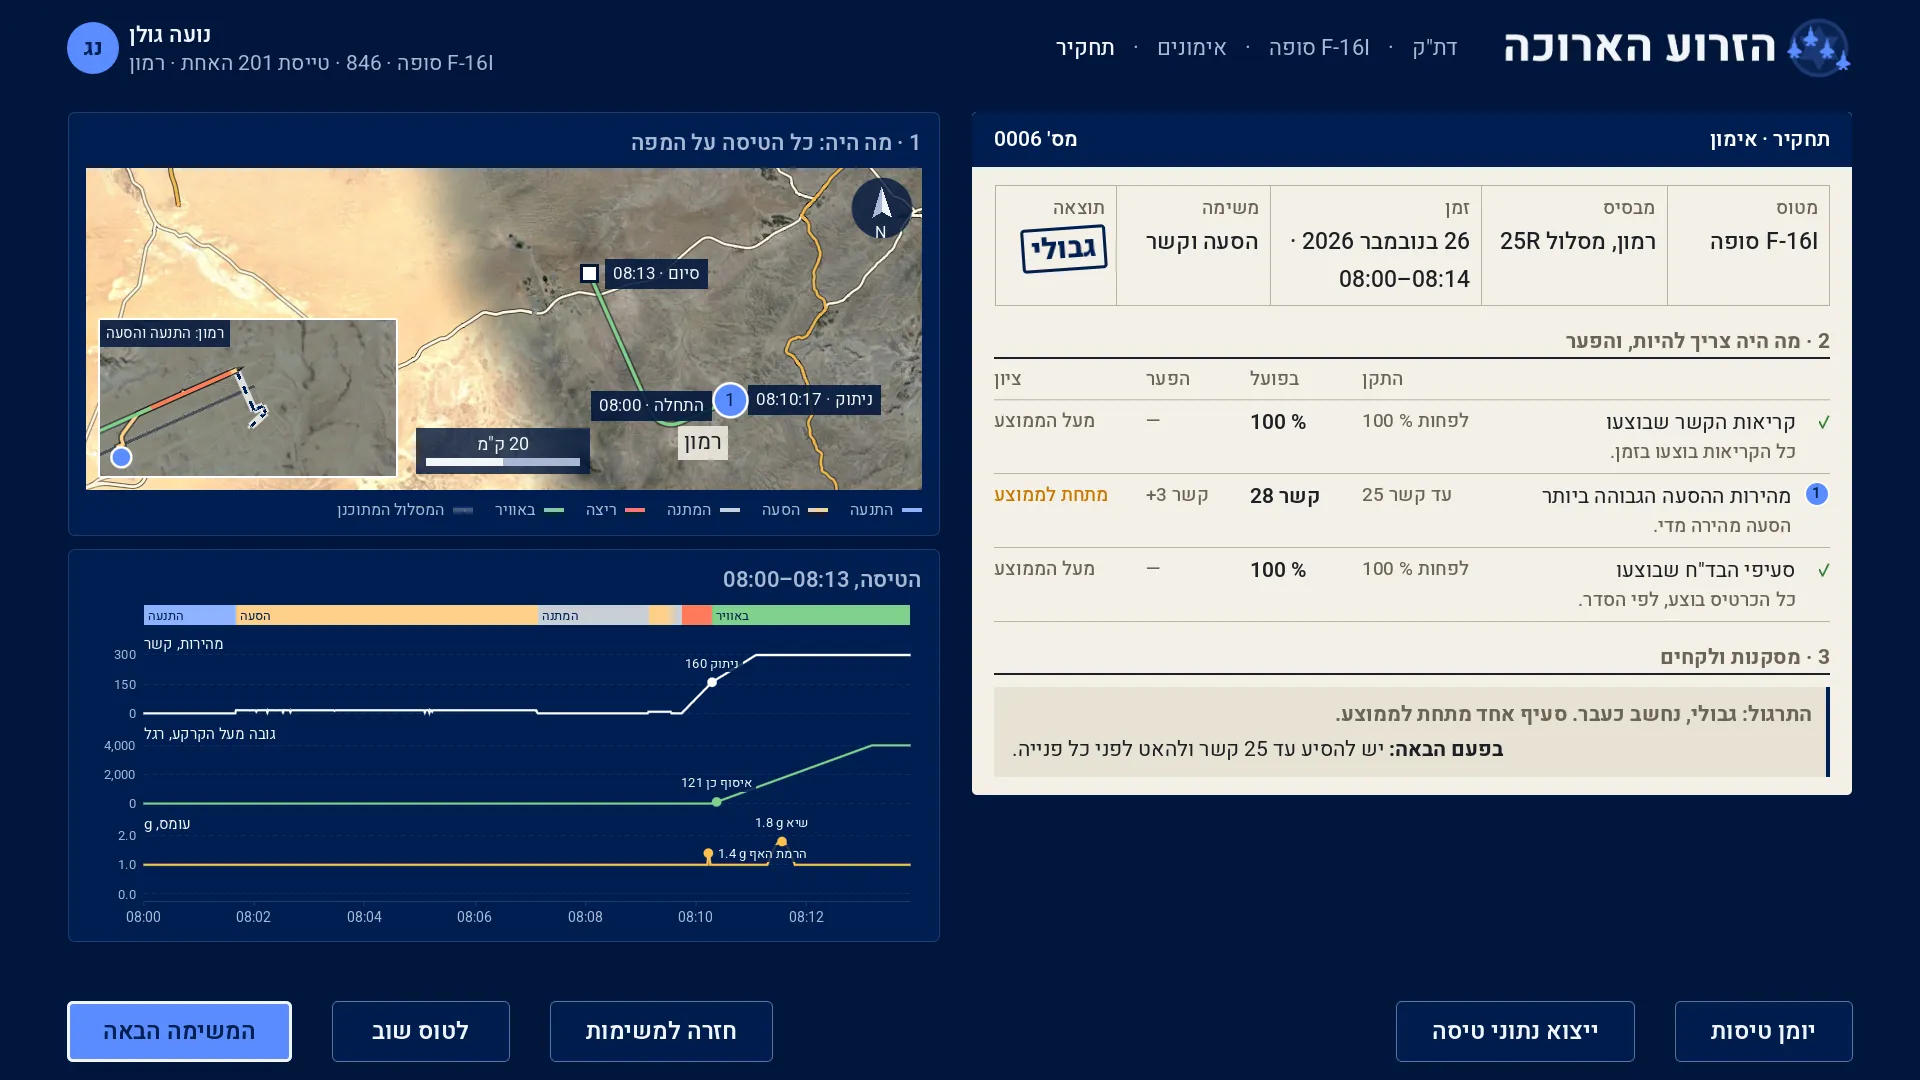 הזרוע הארוכה
דת"ק · F-16I סופה · אימונים · תחקיר
נועה גולן
F-16I סופה · 846 · טייסת 201 האחת · רמון
נג
תחקיר · אימון
מס' 0006
מטוס
F-16I סופה
מבסיס
רמון, מסלול 25R
זמן
26 בנובמבר 2026 ·
08:00–08:14
משימה
הסעה וקשר
תוצאה
גבולי
2 · מה היה צריך להיות, והפער
התקן בפועל הפער ציון
✓ קריאות הקשר שבוצעו לפחות % 100 100 % — מעל הממוצע
כל הקריאות בוצעו בזמן.
1 מהירות ההסעה הגבוהה ביותר עד קשר 25 קשר 28 קשר 3+ מתחת לממוצע
הסעה מהירה מדי.
✓ סעיפי הבד"ח שבוצעו לפחות % 100 100 % — מעל הממוצע
כל הכרטיס בוצע, לפי הסדר.
3 · מסקנות ולקחים
התרגול: גבולי, נחשב כעבר. סעיף אחד מתחת לממוצע.
בפעם הבאה: יש להסיע עד 25 קשר ולהאט לפני כל פנייה.
1 · מה היה: כל הטיסה על המפה
N
סיום · 08:13
רמון: התנעה והסעה
התחלה · 08:00
1
ניתוק · 08:10:17
רמון
20 ק"מ
התנעה הסעה המתנה ריצה באוויר המסלול המתוכנן
הטיסה, 08:00–08:13
התנעה הסעה המתנה באוויר
מהירות, קשר
300
150
0
ניתוק 160
גובה מעל הקרקע, רגל
4,000
2,000
0
איסוף כן 121
עומס, g
2.0
1.0
0.0
שיא 1.8 g
הרמת האף 1.4 g
08:00 08:02 08:04 08:06 08:08 08:10 08:12
יומן טיסות
ייצוא נתוני טיסה
חזרה למשימות
לטוס שוב
המשימה הבאה